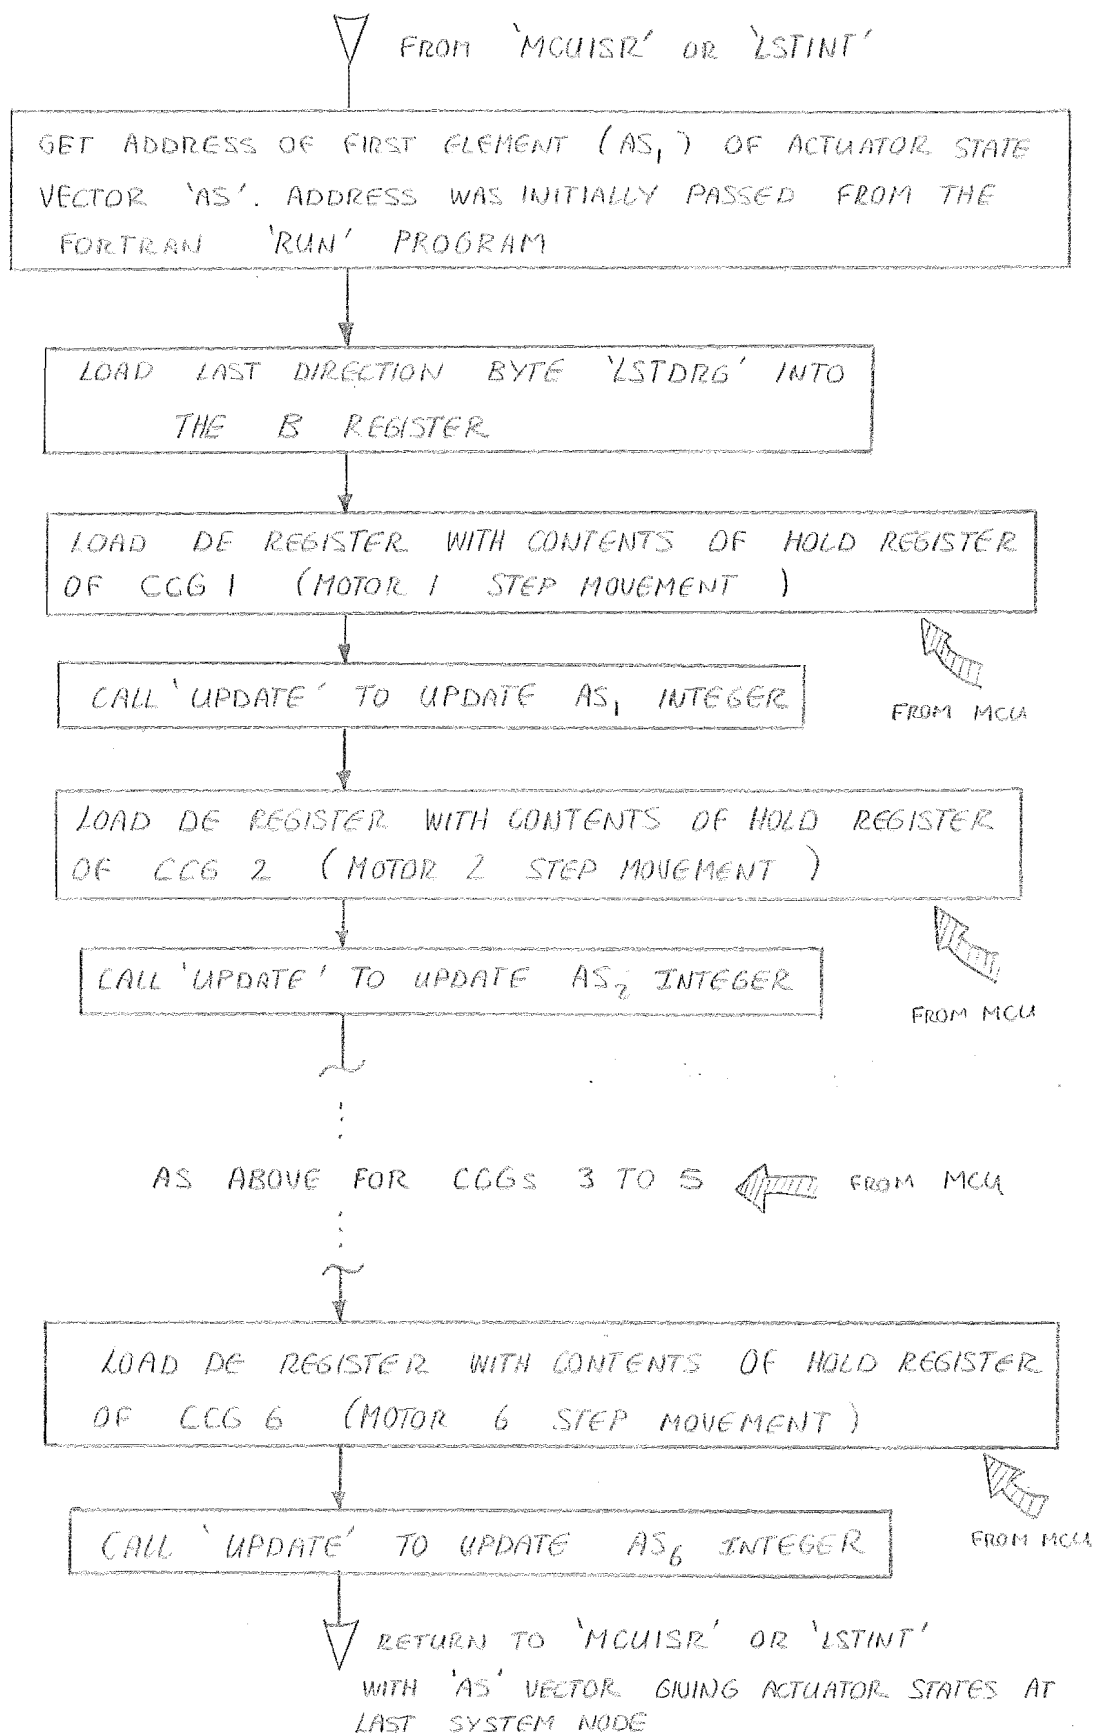 FROM 'MCUISR' OR 'LSTINT'
GET ADDRESS OF FIRST ELEMENT (AS₁) OF ACTUATOR STATE
VECTOR 'AS'. ADDRESS WAS INITIALLY PASSED FROM THE
FORTRAN 'RUN' PROGRAM
LOAD LAST DIRECTION BYTE 'LSTDRG' INTO
THE B REGISTER
LOAD DE REGISTER WITH CONTENTS OF HOLD REGISTER
OF CCG 1 (MOTOR 1 STEP MOVEMENT)
FROM MCU
CALL 'UPDATE' TO UPDATE AS₁ INTEGER
LOAD DE REGISTER WITH CONTENTS OF HOLD REGISTER
OF CCG 2 (MOTOR 2 STEP MOVEMENT)
FROM MCU
CALL 'UPDATE' TO UPDATE AS₂ INTEGER
AS ABOVE FOR CCGs 3 TO 5 FROM MCU
LOAD DE REGISTER WITH CONTENTS OF HOLD REGISTER
OF CCG 6 (MOTOR 6 STEP MOVEMENT)
FROM MCU
CALL 'UPDATE' TO UPDATE AS₆ INTEGER
RETURN TO 'MCUISR' OR 'LSTINT'
WITH 'AS' VECTOR GIVING ACTUATOR STATES AT
LAST SYSTEM NODE